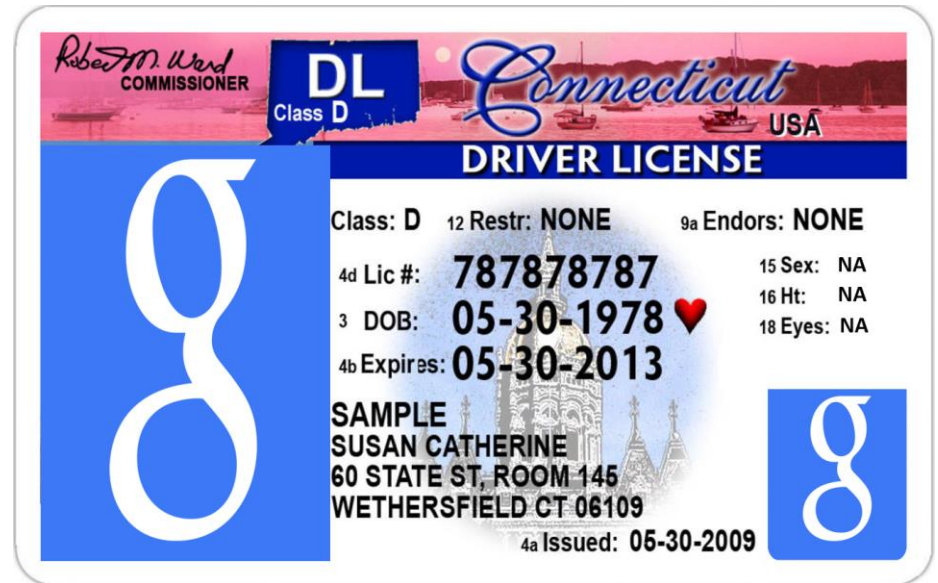 Robert M. Ward
COMMISSIONER
DL
Class D
Connecticut
USA
DRIVER LICENSE
Class: D 12 Restr: NONE 9a Endors: NONE
4d Lic #: 787878787 15 Sex: NA
16 Ht: NA
3 DOB: 05-30-1978 18 Eyes: NA
4b Expires: 05-30-2013
SAMPLE
SUSAN CATHERINE
60 STATE ST, ROOM 145
WETHERSFIELD CT 06109
4a Issued: 05-30-2009
g
g